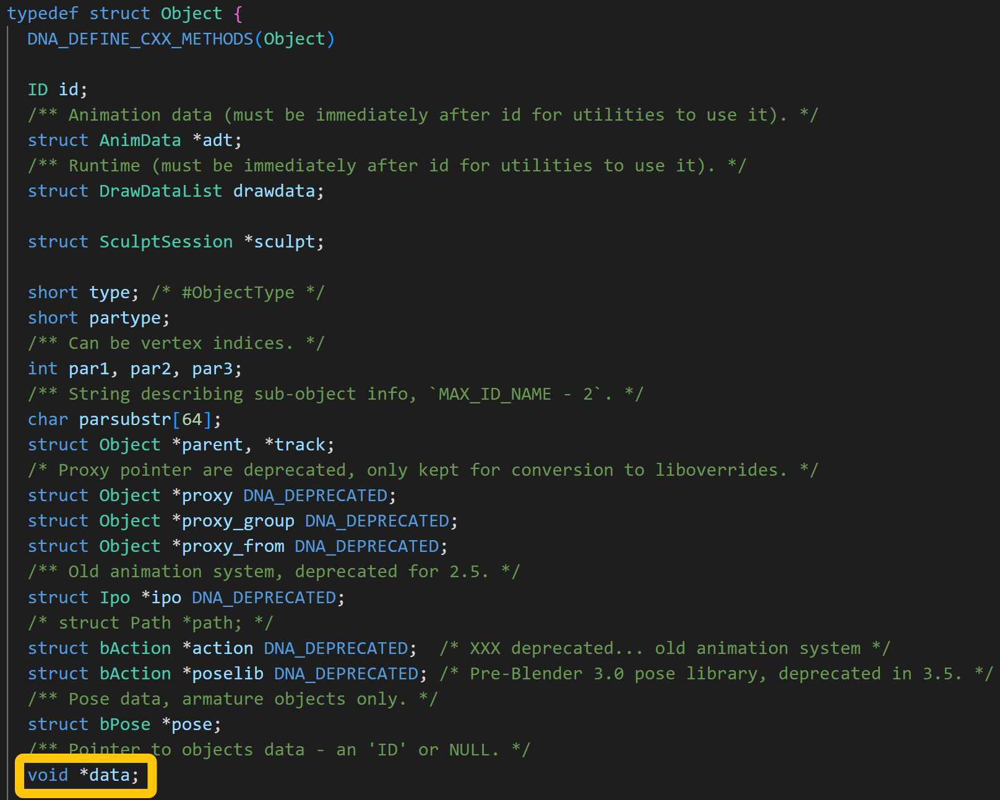 typedef struct Object {
DNA_DEFINE_CXX_METHODS(Object)
ID id;
/** Animation data (must be immediately after id for utilities to use it). */
struct AnimData *adt;
/** Runtime (must be immediately after id for utilities to use it). */
struct DrawDataList drawdata;
struct SculptSession *sculpt;
short type; /* #ObjectType */
short partype;
/** Can be vertex indices. */
int par1, par2, par3;
/** String describing sub-object info, `MAX_ID_NAME - 2`. */
char parsubstr[64];
struct Object *parent, *track;
/* Proxy pointer are deprecated, only kept for conversion to liboverrides. */
struct Object *proxy DNA_DEPRECATED;
struct Object *proxy_group DNA_DEPRECATED;
struct Object *proxy_from DNA_DEPRECATED;
/** Old animation system, deprecated for 2.5. */
struct Ipo *ipo DNA_DEPRECATED;
/* struct Path *path; */
struct bAction *action DNA_DEPRECATED;  /* XXX deprecated... old animation system */
struct bAction *poselib DNA_DEPRECATED; /* Pre-Blender 3.0 pose library, deprecated in 3.5. */
/** Pose data, armature objects only. */
struct bPose *pose;
/** Pointer to objects data - an 'ID' or NULL. */
void *data;